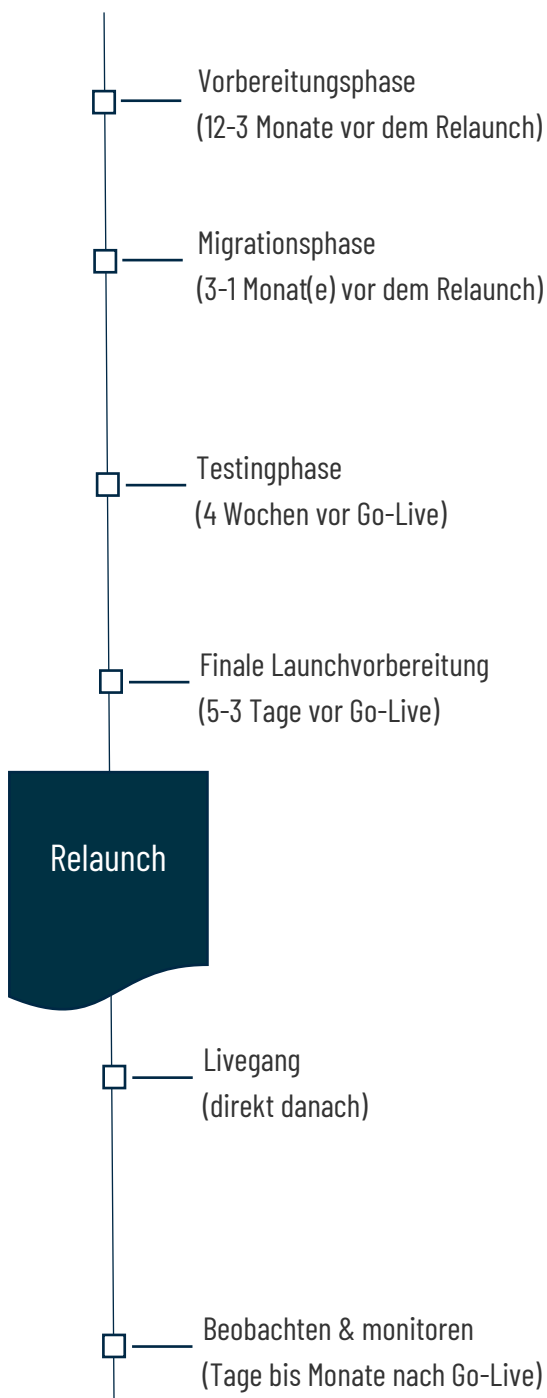 Vorbereitungsphase
(12-3 Monate vor dem Relaunch)
Migrationsphase
(3-1 Monat(e) vor dem Relaunch)
Testingphase
(4 Wochen vor Go-Live)
Finale Launchvorbereitung
(5-3 Tage vor Go-Live)
Relaunch
Livegang
(direkt danach)
Beobachten & monitoren
(Tage bis Monate nach Go-Live)